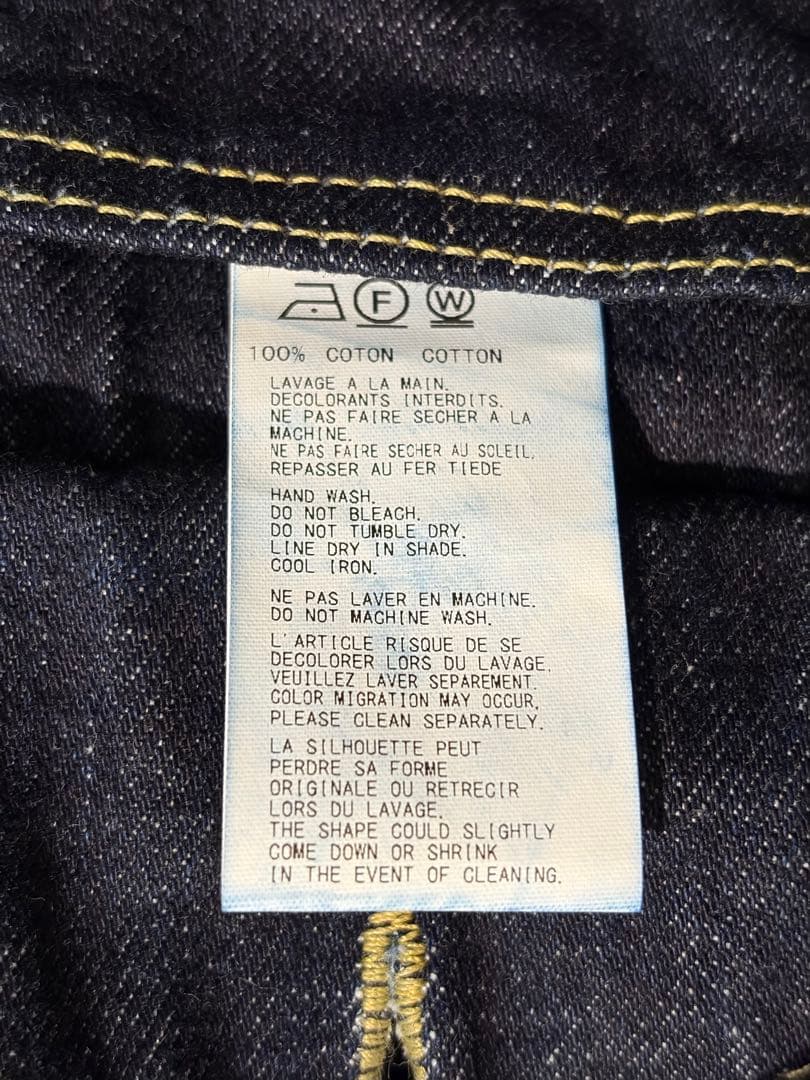 F W
100% COTON COTTON
LAVAGE A LA MAIN.
DECOLORANTS INTERDITS.
NE PAS FAIRE SECHER A LA
MACHINE.
NE PAS FAIRE SECHER AU SOLEIL.
REPASSER AU FER TIEDE
HAND WASH.
DO NOT BLEACH.
DO NOT TUMBLE DRY.
LINE DRY IN SHADE.
COOL IRON.
NE PAS LAVER EN MACHINE.
DO NOT MACHINE WASH.
L'ARTICLE RISQUE DE SE
DECOLORER LORS DU LAVAGE.
VEUILLEZ LAVER SEPAREMENT.
COLOR MIGRATION MAY OCCUR,
PLEASE CLEAN SEPARATELY.
LA SILHOUETTE PEUT
PERDRE SA FORME
ORIGINALE OU RETRECIR
LORS DU LAVAGE.
THE SHAPE COULD SLIGHTLY
COME DOWN OR SHRINK
IN THE EVENT OF CLEANING.